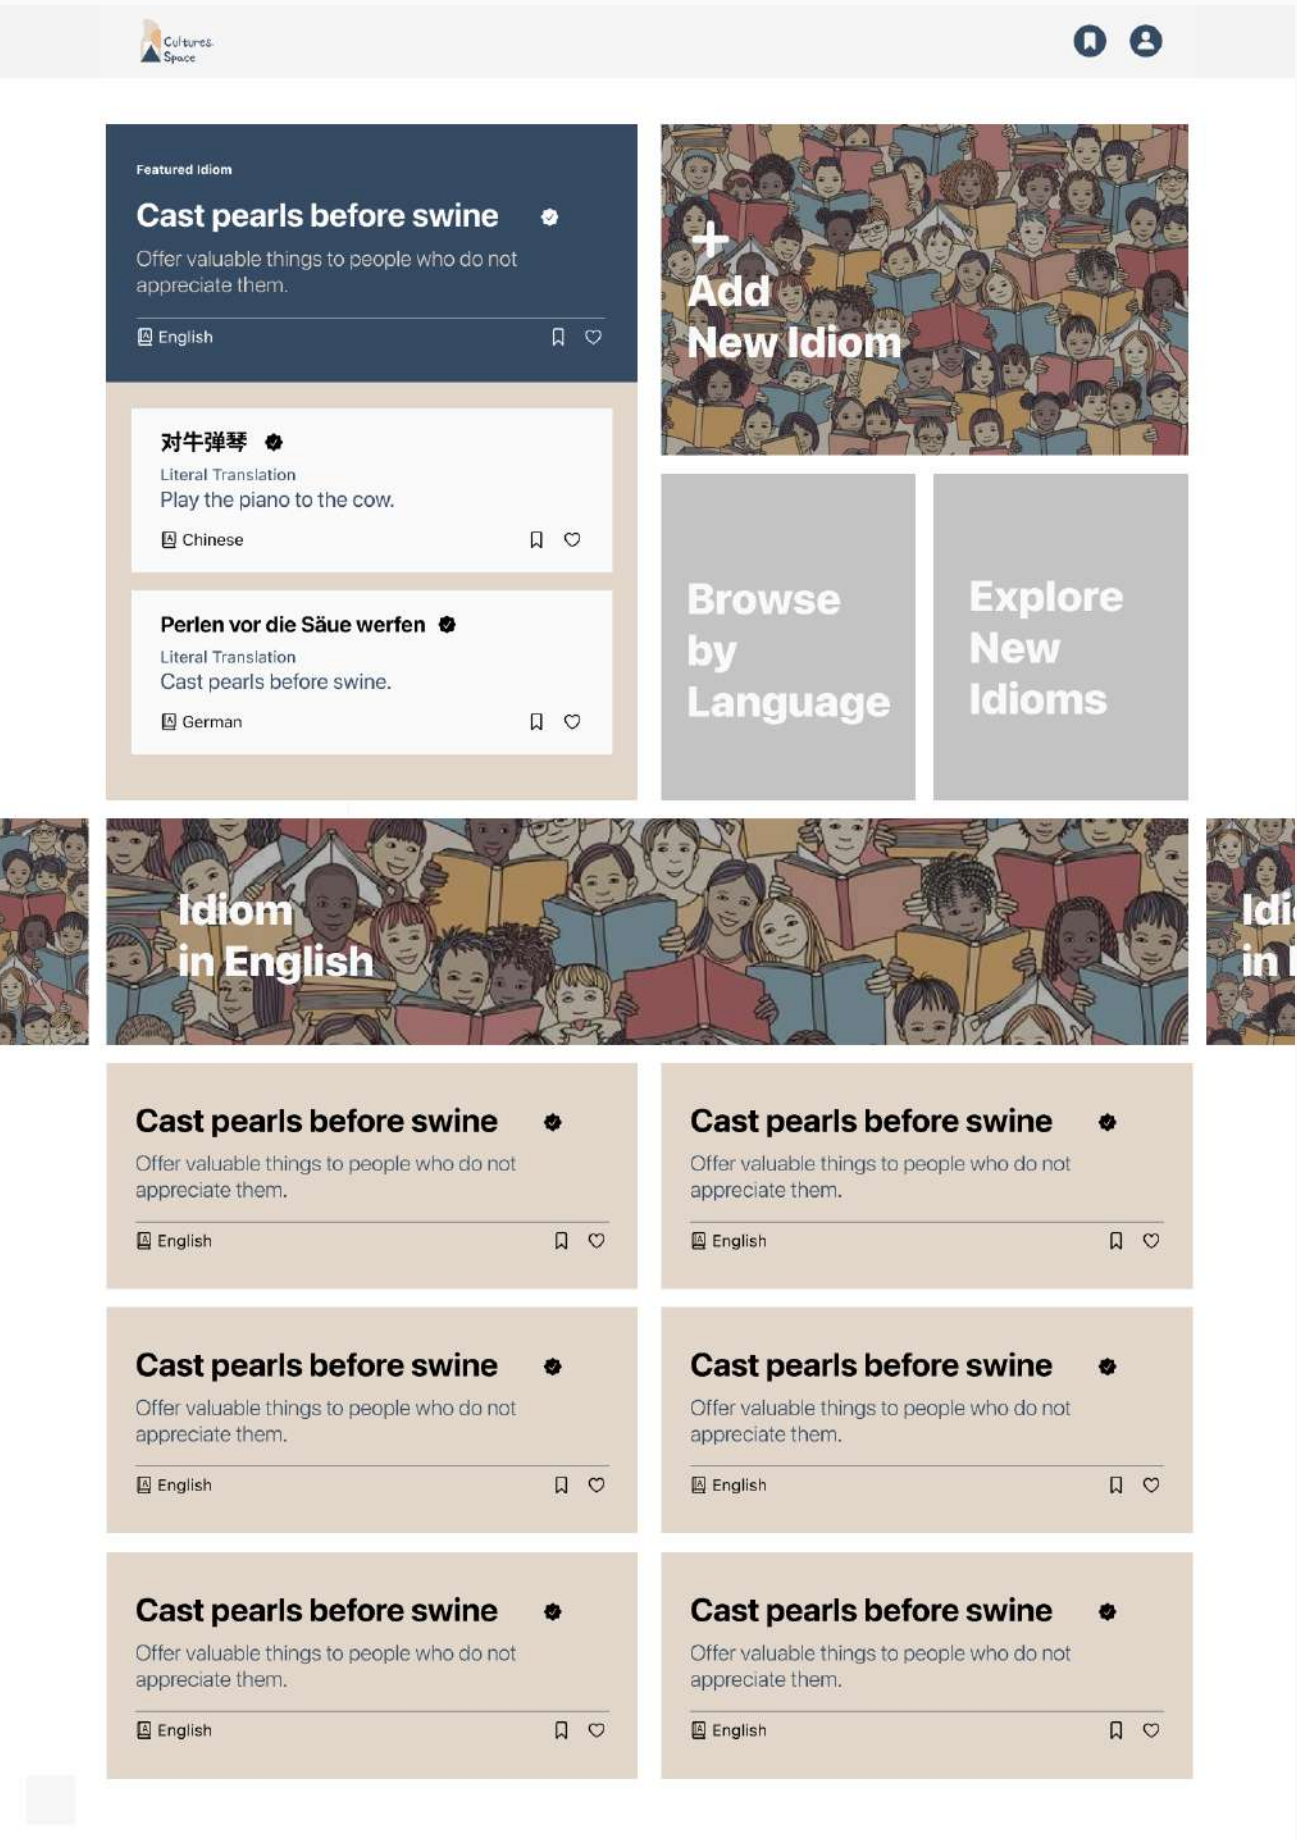 Cultures
Space
Featured Idiom
Cast pearls before swine
Offer valuable things to people who do not
appreciate them.
English
对牛弹琴
Literal Translation
Play the piano to the cow.
Chinese
Perlen vor die Säue werfen
Literal Translation
Cast pearls before swine.
German
+
Add
New Idiom
Browse
by
Language
Explore
New
Idioms
Idiom
in English
Idi
in
Cast pearls before swine
Offer valuable things to people who do not
appreciate them.
English
Cast pearls before swine
Offer valuable things to people who do not
appreciate them.
English
Cast pearls before swine
Offer valuable things to people who do not
appreciate them.
English
Cast pearls before swine
Offer valuable things to people who do not
appreciate them.
English
Cast pearls before swine
Offer valuable things to people who do not
appreciate them.
English
Cast pearls before swine
Offer valuable things to people who do not
appreciate them.
English